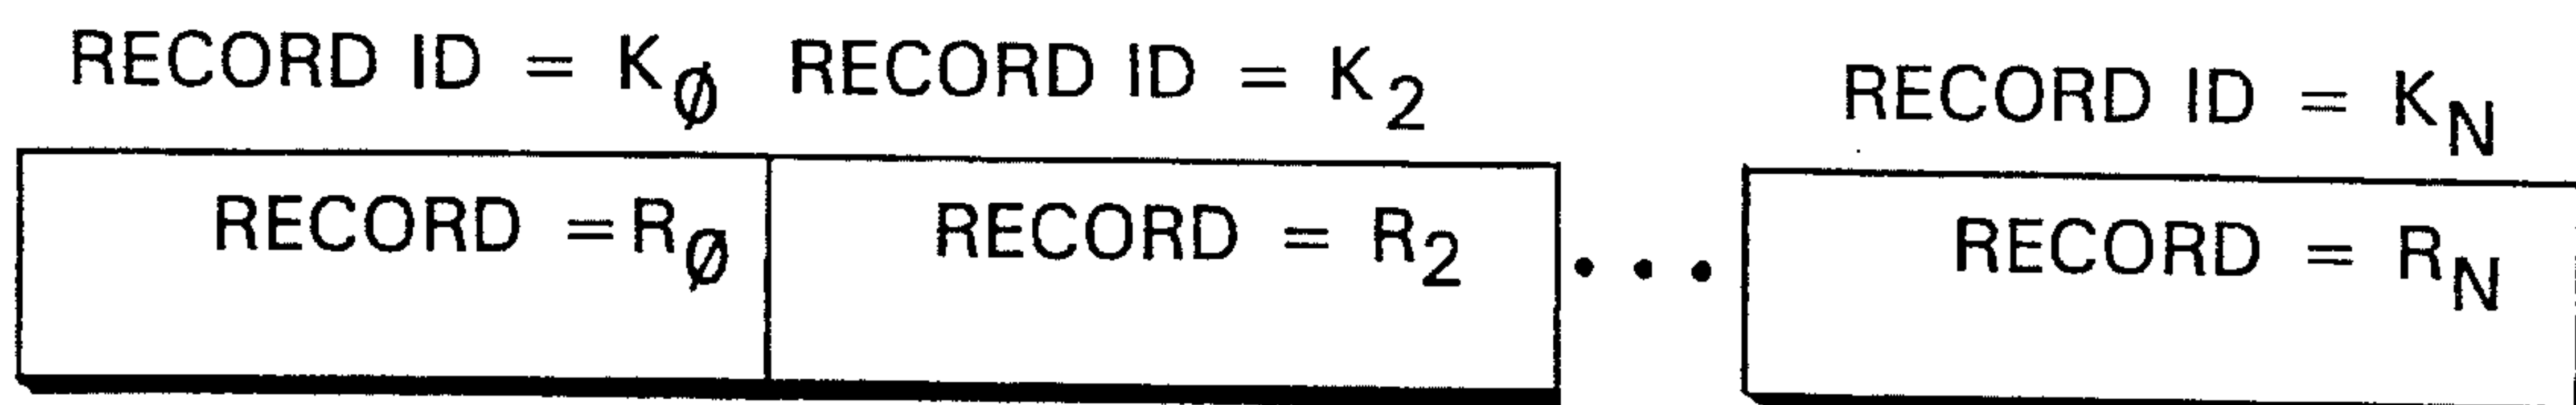 RECORD ID = K∅ RECORD ID = K2 RECORD ID = KN
RECORD = R∅ RECORD = R2 • • • RECORD = RN